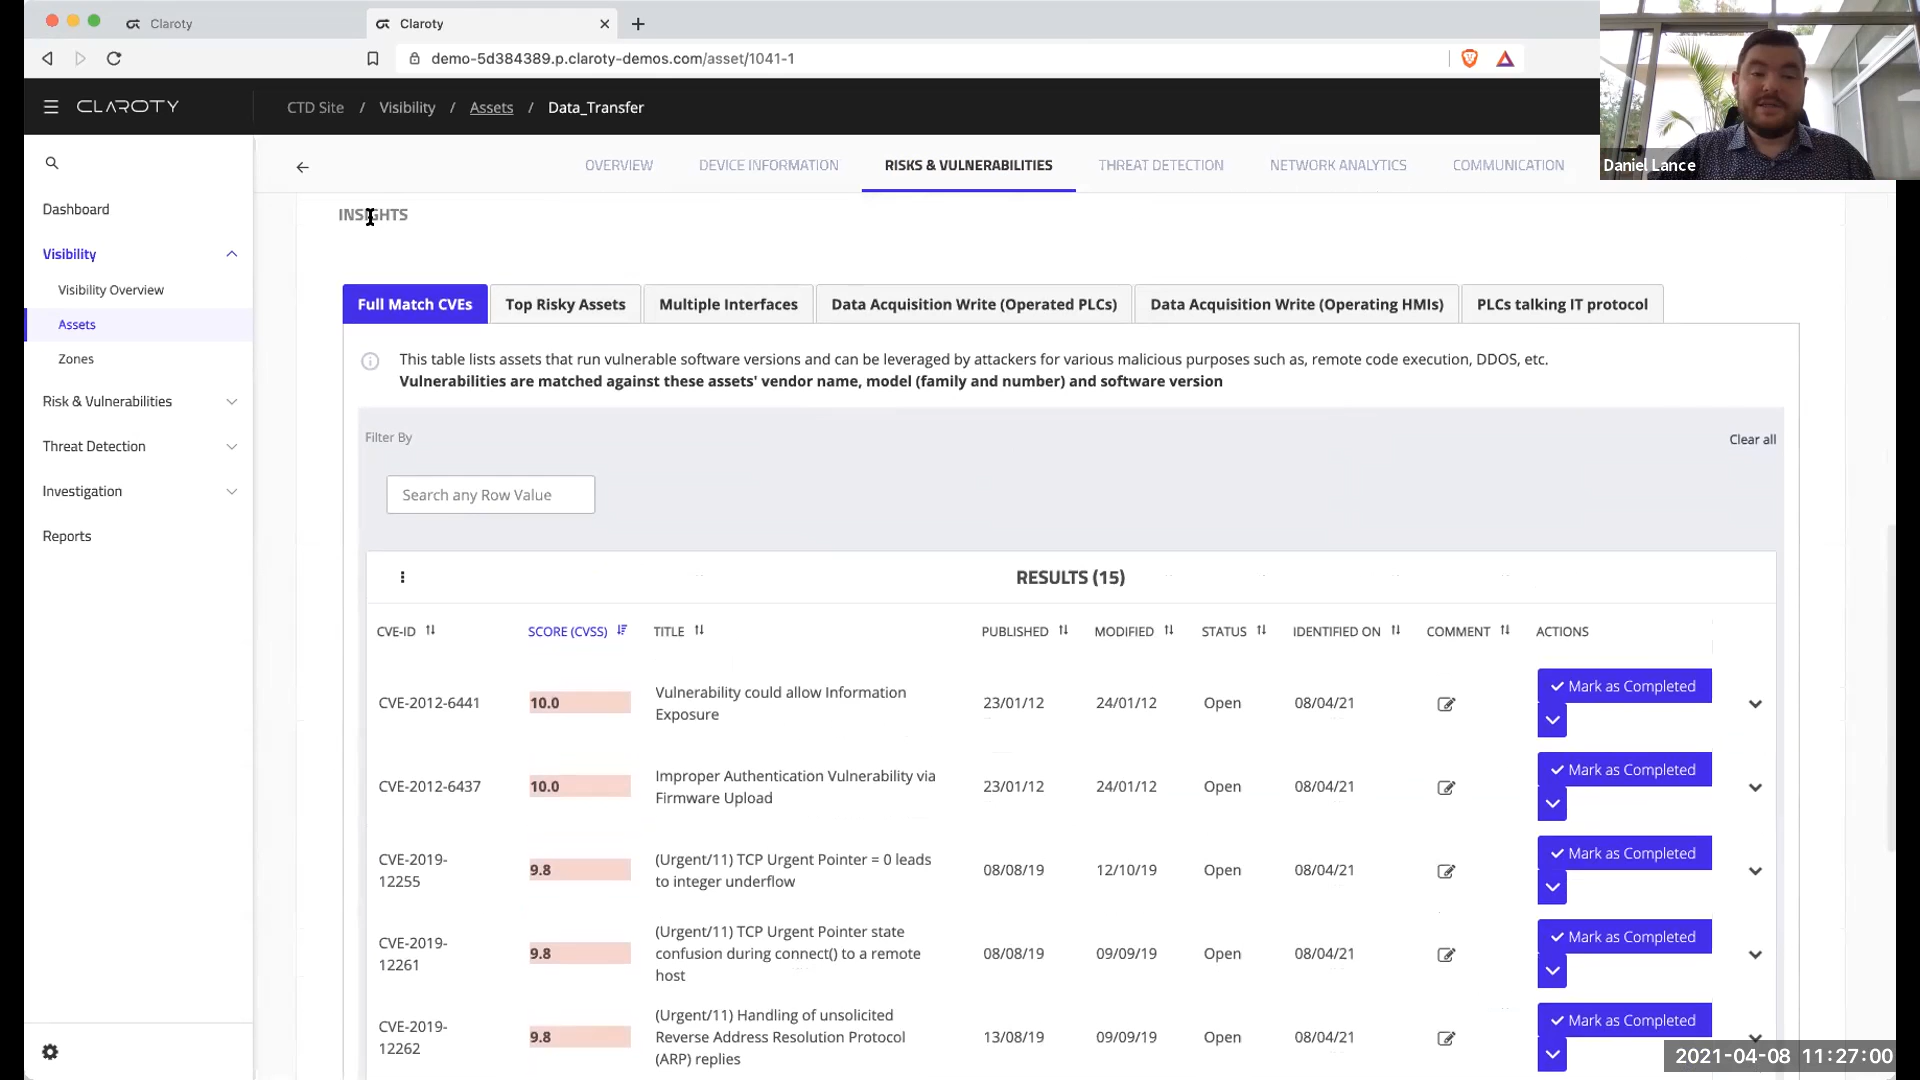 Claroty
Claroty
demo-5d384389.p.claroty-demos.com/asset/1041-1
CLAROTY
CTD Site / Visibility / Assets / Data_Transfer
Daniel Lance
OVERVIEW DEVICE INFORMATION RISKS & VULNERABILITIES THREAT DETECTION NETWORK ANALYTICS COMMUNICATION
Dashboard
Visibility
Visibility Overview
Assets
Zones
Risk & Vulnerabilities
Threat Detection
Investigation
Reports
INSIGHTS
Full Match CVEs Top Risky Assets Multiple Interfaces Data Acquisition Write (Operated PLCs) Data Acquisition Write (Operating HMIs) PLCs talking IT protocol
This table lists assets that run vulnerable software versions and can be leveraged by attackers for various malicious purposes such as, remote code execution, DDOS, etc.
Vulnerabilities are matched against these assets' vendor name, model (family and number) and software version
Filter By
Clear all
Search any Row Value
RESULTS (15)
CVE-ID SCORE (CVSS) TITLE PUBLISHED MODIFIED STATUS IDENTIFIED ON COMMENT ACTIONS
CVE-2012-6441 10.0 Vulnerability could allow Information 23/01/12 24/01/12 Open 08/04/21 Mark as Completed
Exposure
CVE-2012-6437 10.0 Improper Authentication Vulnerability via 23/01/12 24/01/12 Open 08/04/21 Mark as Completed
Firmware Upload
CVE-2019- 9.8 (Urgent/11) TCP Urgent Pointer = 0 leads 08/08/19 12/10/19 Open 08/04/21 Mark as Completed
12255 to integer underflow
CVE-2019- 9.8 (Urgent/11) TCP Urgent Pointer state 08/08/19 09/09/19 Open 08/04/21 Mark as Completed
12261 confusion during connect() to a remote
host
CVE-2019- 9.8 (Urgent/11) Handling of unsolicited 13/08/19 09/09/19 Open 08/04/21 Mark as Completed
12262 Reverse Address Resolution Protocol
(ARP) replies
2021-04-08 11:27:00